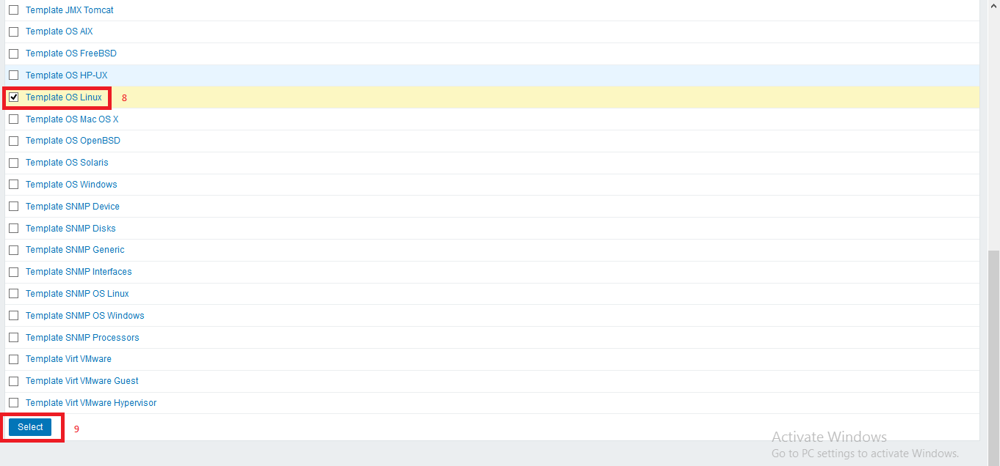 Template JMX Tomcat
Template OS AIX
Template OS FreeBSD
Template OS HP-UX
Template OS Linux 8
Template OS Mac OS X
Template OS OpenBSD
Template OS Solaris
Template OS Windows
Template SNMP Device
Template SNMP Disks
Template SNMP Generic
Template SNMP Interfaces
Template SNMP OS Linux
Template SNMP OS Windows
Template SNMP Processors
Template Virt VMware
Template Virt VMware Guest
Template Virt VMware Hypervisor
Select 9
Activate Windows
Go to PC settings to activate Windows.